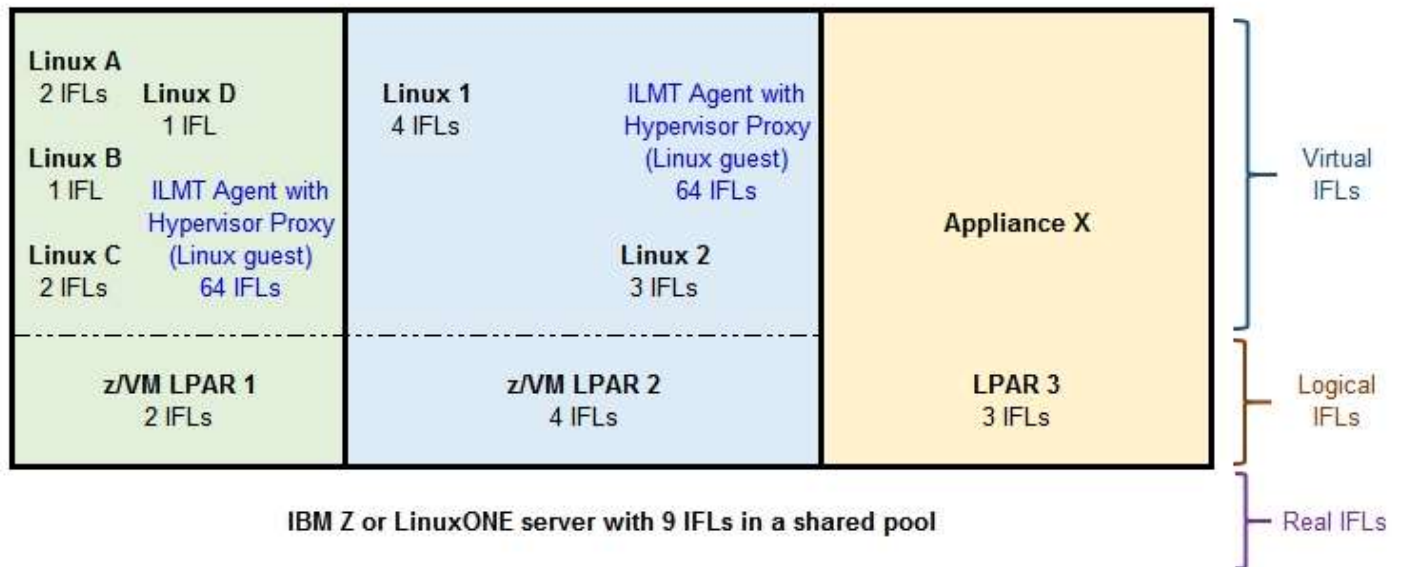 Linux A
2 IFLs
Linux D
1 IFL
Linux B
1 IFL
ILMT Agent with
Hypervisor Proxy
(Linux guest)
64 IFLs
Linux C
2 IFLs
Linux 1
4 IFLs
ILMT Agent with
Hypervisor Proxy
(Linux guest)
64 IFLs
Linux 2
3 IFLs
Appliance X
Virtual
IFLs
z/VM LPAR 1
2 IFLs
z/VM LPAR 2
4 IFLs
LPAR 3
3 IFLs
Logical
IFLs
IBM Z or LinuxONE server with 9 IFLs in a shared pool
Real IFLs